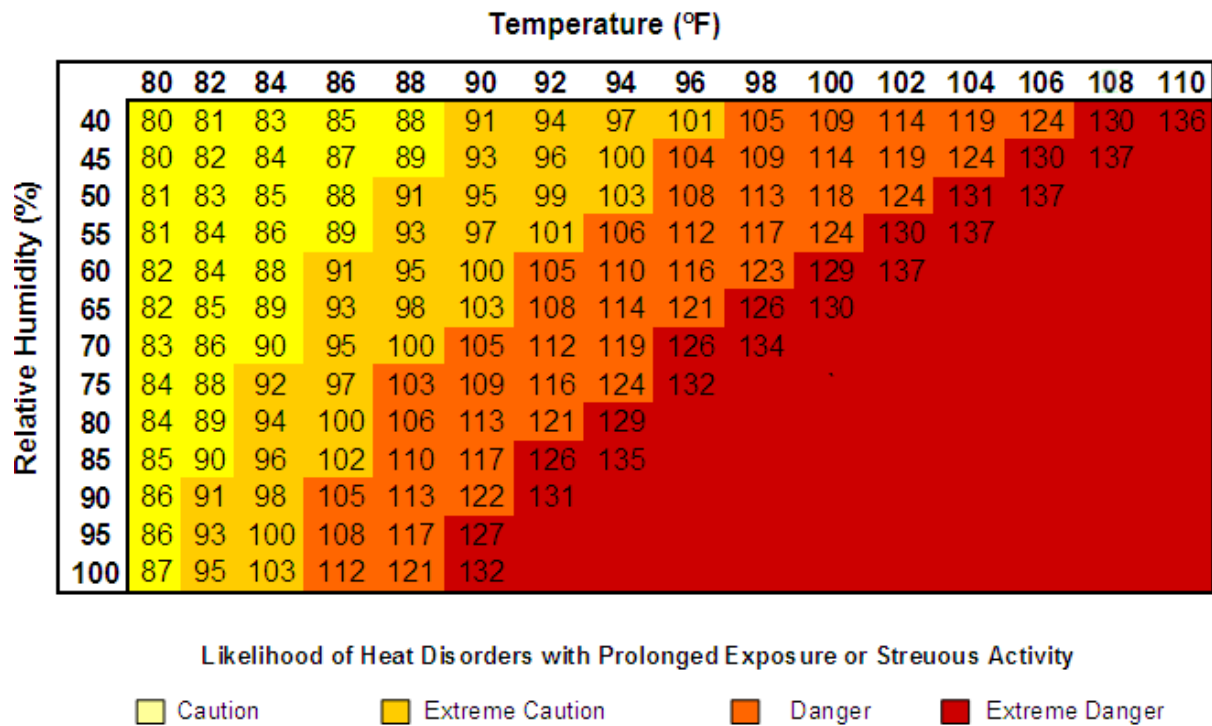 Temperature (ºF)
80 82 84 86 88 90 92 94 96 98 100 102 104 106 108 110
Relative Humidity (%)
40 80 81 83 85 88 91 94 97 101 105 109 114 119 124 130 136
45 80 82 84 87 89 93 96 100 104 109 114 119 124 130 137
50 81 83 85 88 91 95 99 103 108 113 118 124 131 137
55 81 84 86 89 93 97 101 106 112 117 124 130 137
60 82 84 88 91 95 100 105 110 116 123 129 137
65 82 85 89 93 98 103 108 114 121 126 130
70 83 86 90 95 100 105 112 119 126 134
75 84 88 92 97 103 109 116 124 132
80 84 89 94 100 106 113 121 129
85 85 90 96 102 110 117 126 135
90 86 91 98 105 113 122 131
95 86 93 100 108 117 127
100 87 95 103 112 121 132
Likelihood of Heat Disorders with Prolonged Exposure or Streuous Activity
Caution Extreme Caution Danger Extreme Danger